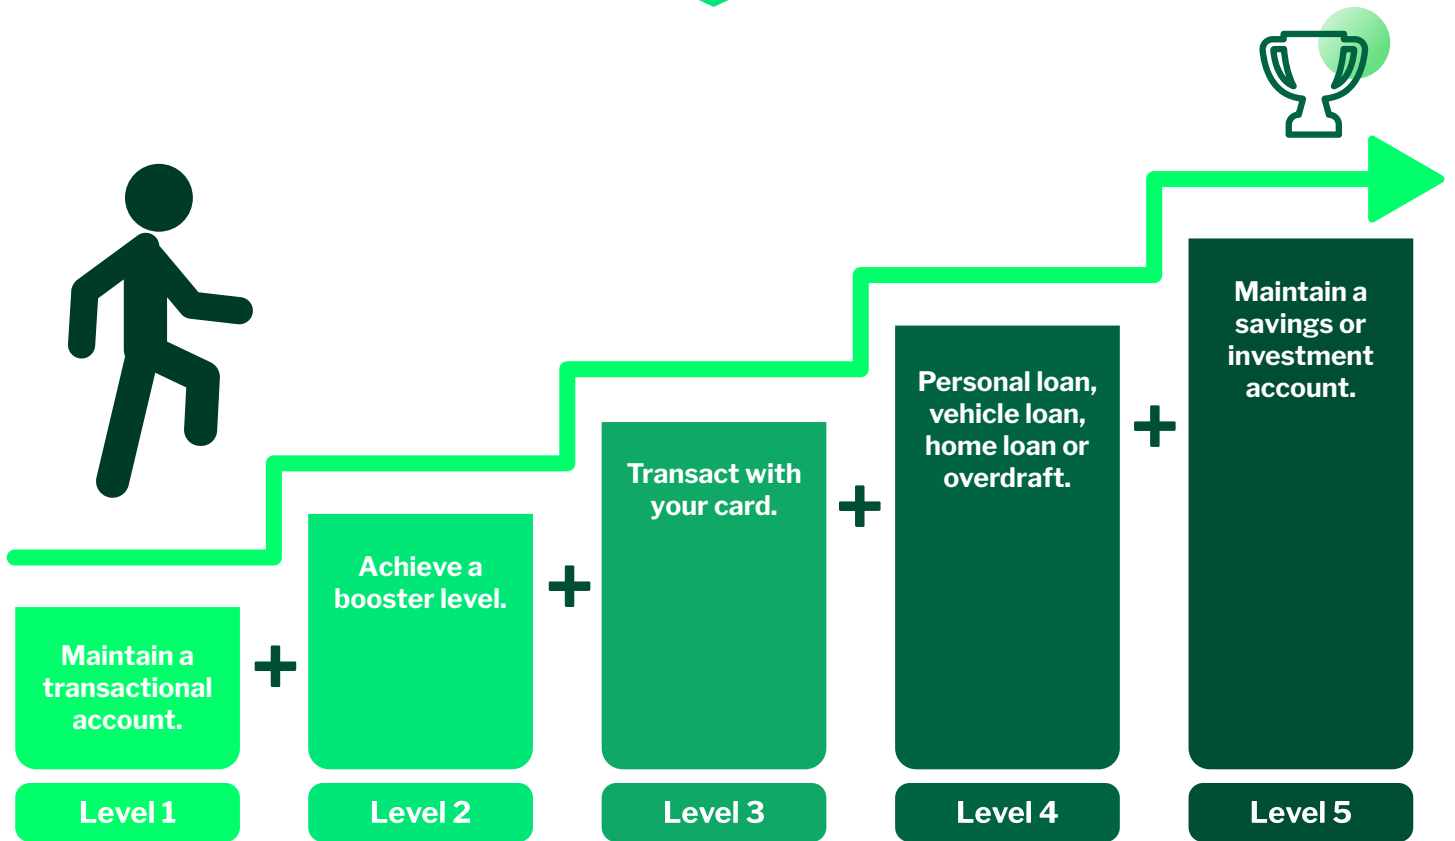 Maintain a
transactional
account.
+
Achieve a
booster level.
+
Transact with
your card.
+
Personal loan,
vehicle loan,
home loan or
overdraft.
+
Maintain a
savings or
investment
account.
Level 1
Level 2
Level 3
Level 4
Level 5